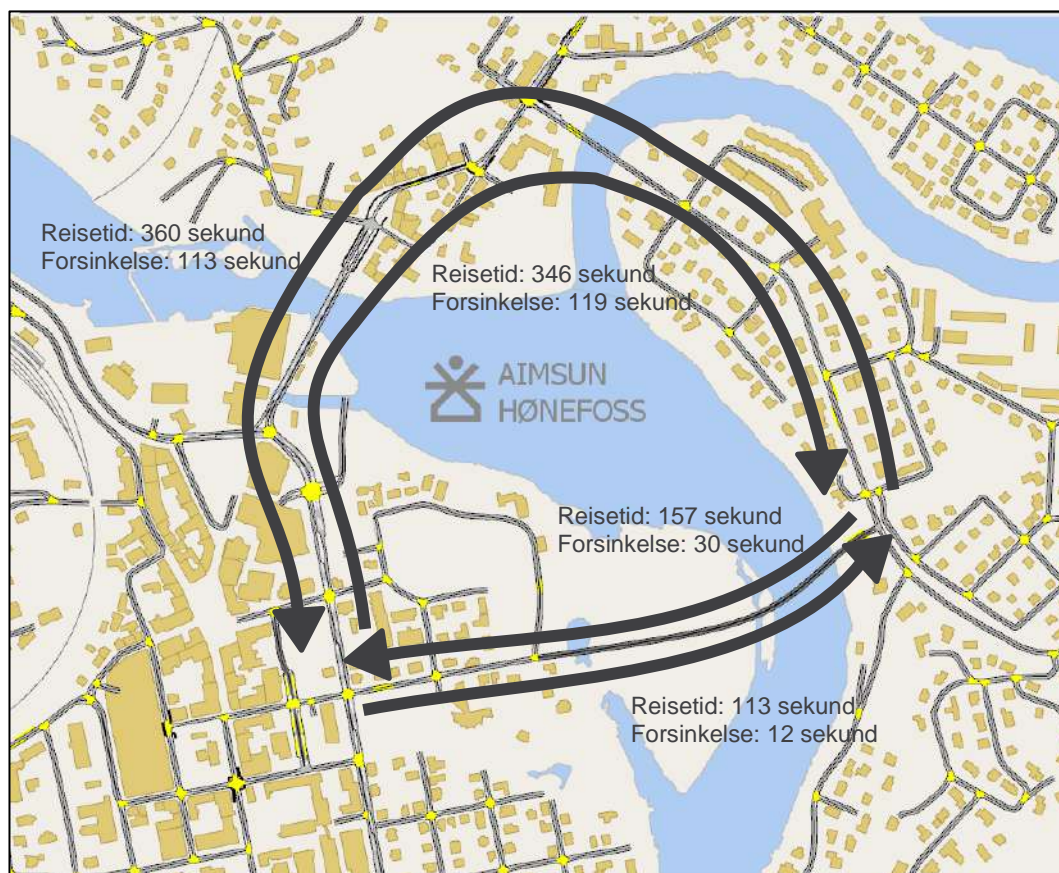 Reisetid: 360 sekund
Forsinkelse: 113 sekund
Reisetid: 346 sekund
Forsinkelse: 119 sekund
AIMSUN
HØNEFOSS
Reisetid: 157 sekund
Forsinkelse: 30 sekund
Reisetid: 113 sekund
Forsinkelse: 12 sekund